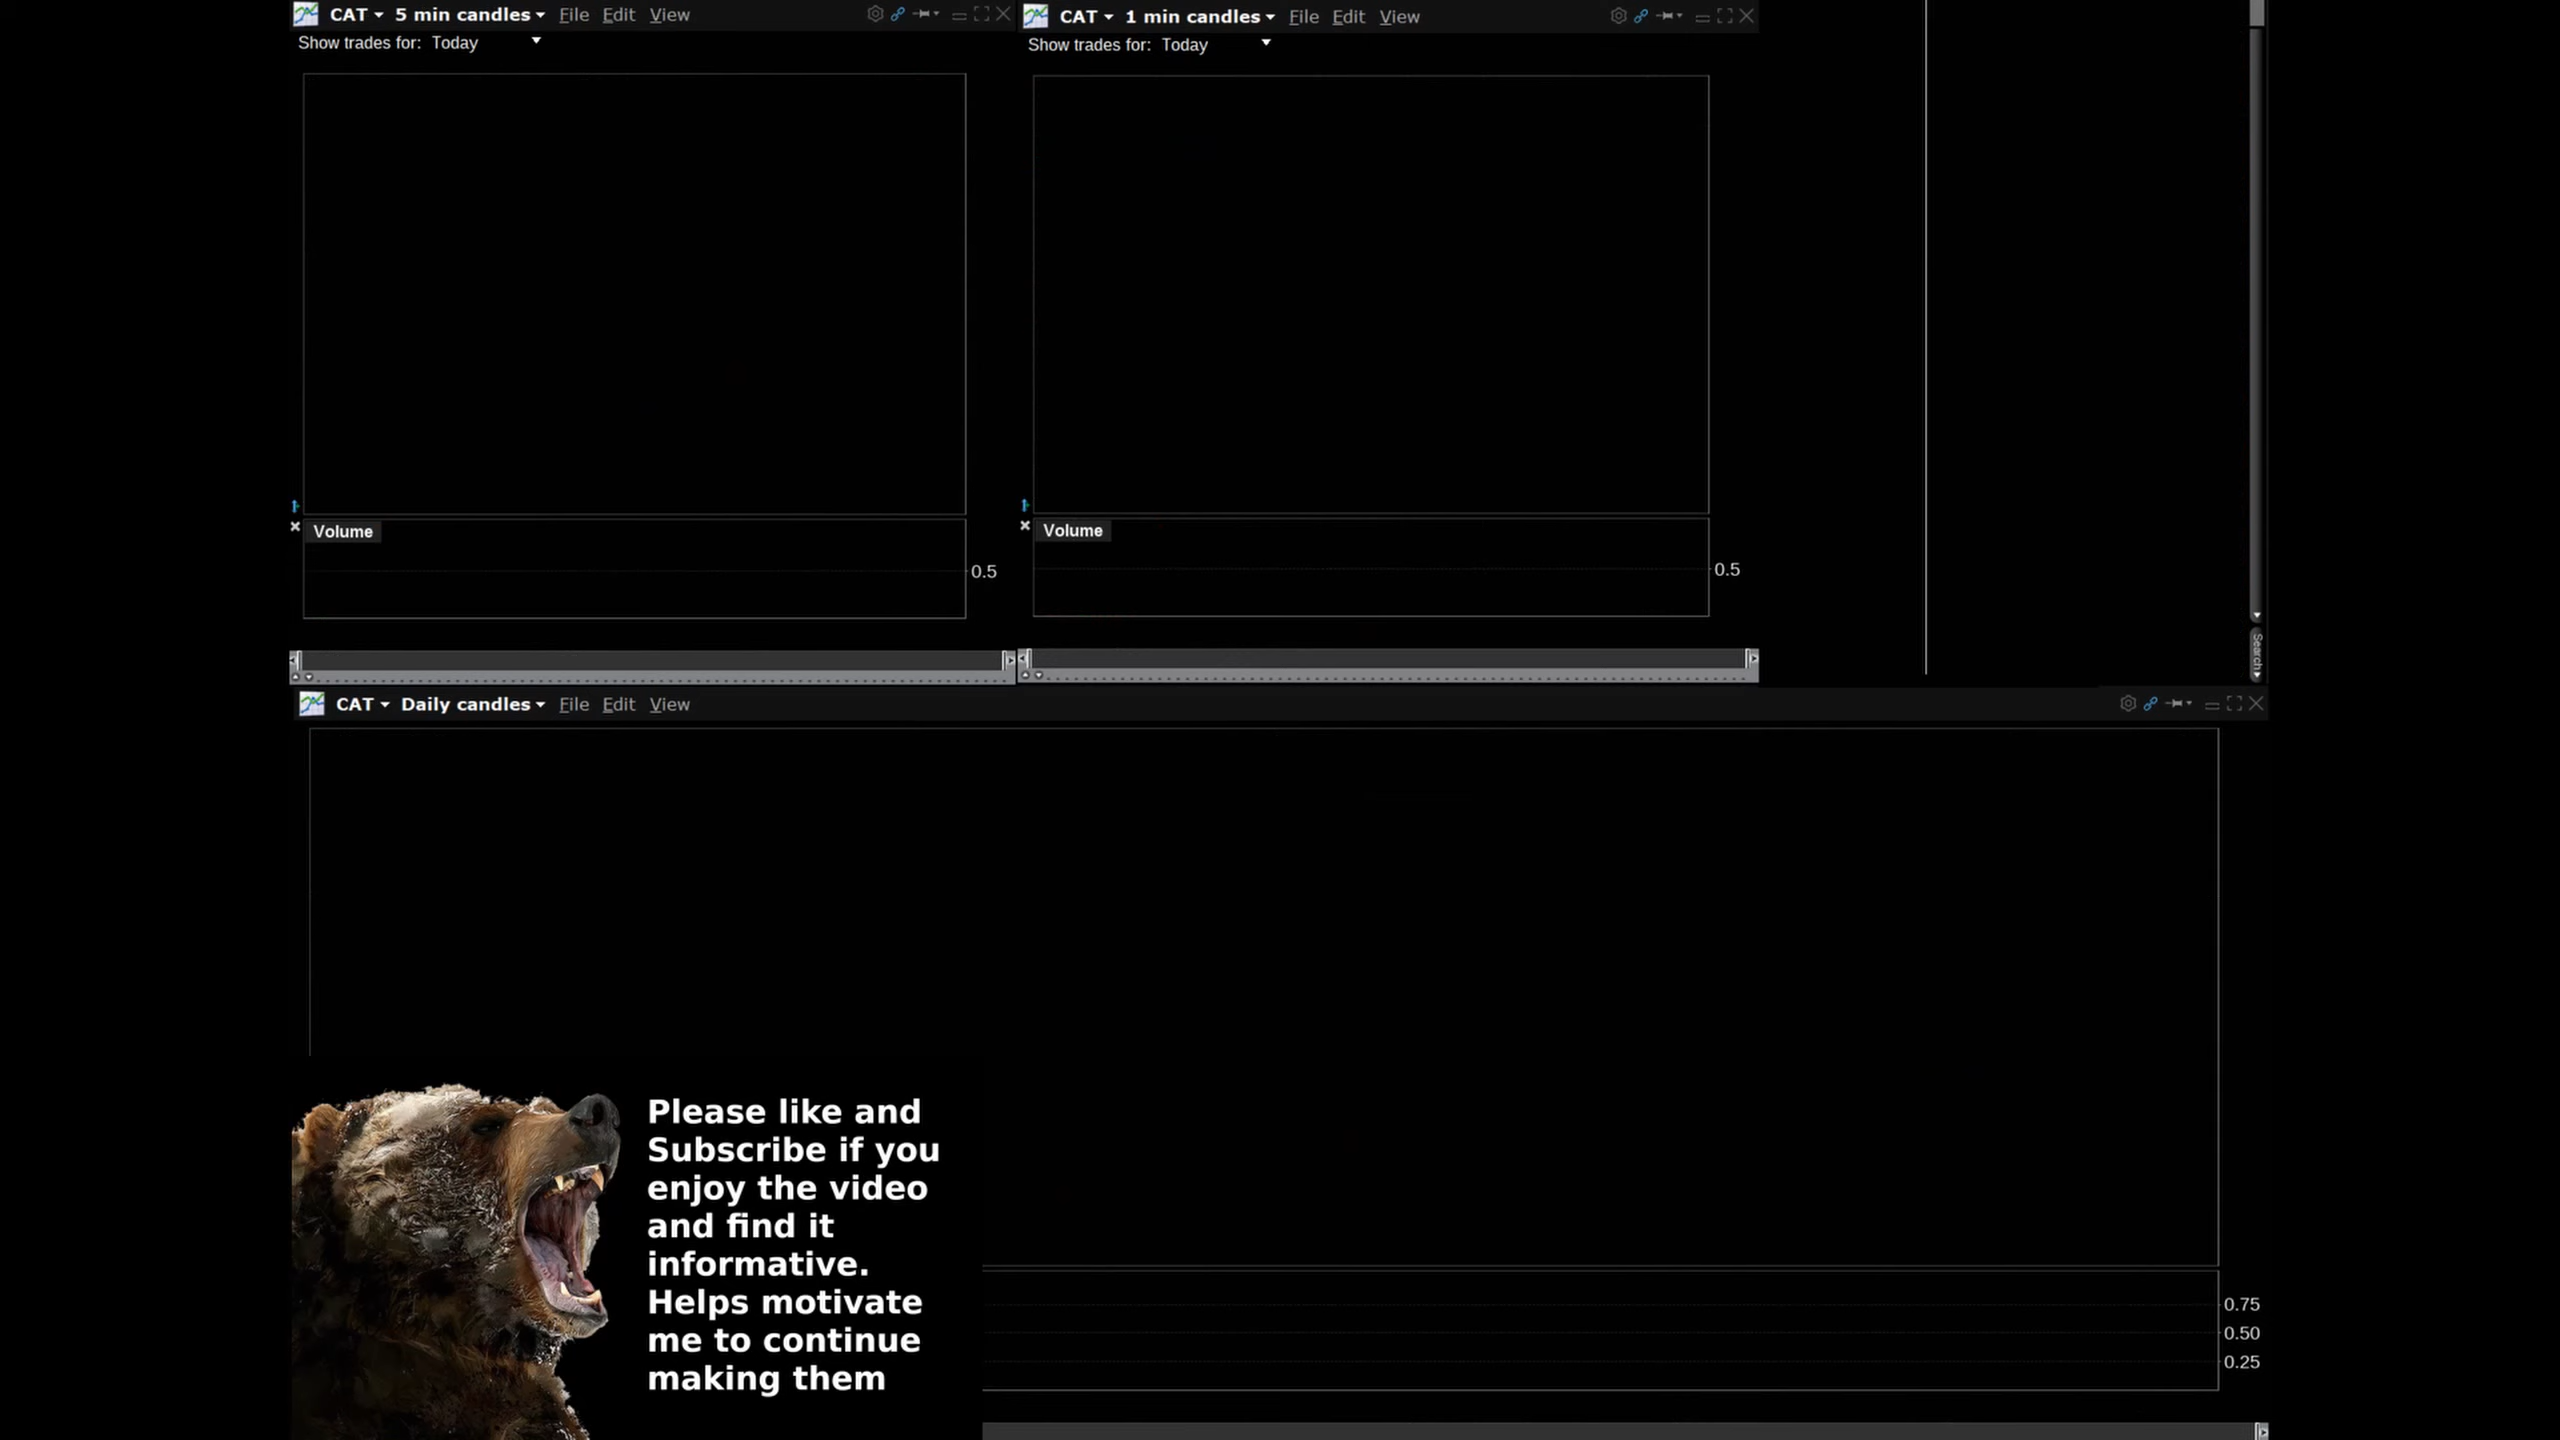 CAT 5 min candles File Edit View
Show trades for: Today
Volume
0.5
CAT 1 min candles File Edit View
Show trades for: Today
Volume
0.5
Search
CAT Daily candles File Edit View
0.75
0.50
0.25
Please like and
Subscribe if you
enjoy the video
and find it
informative.
Helps motivate
me to continue
making them